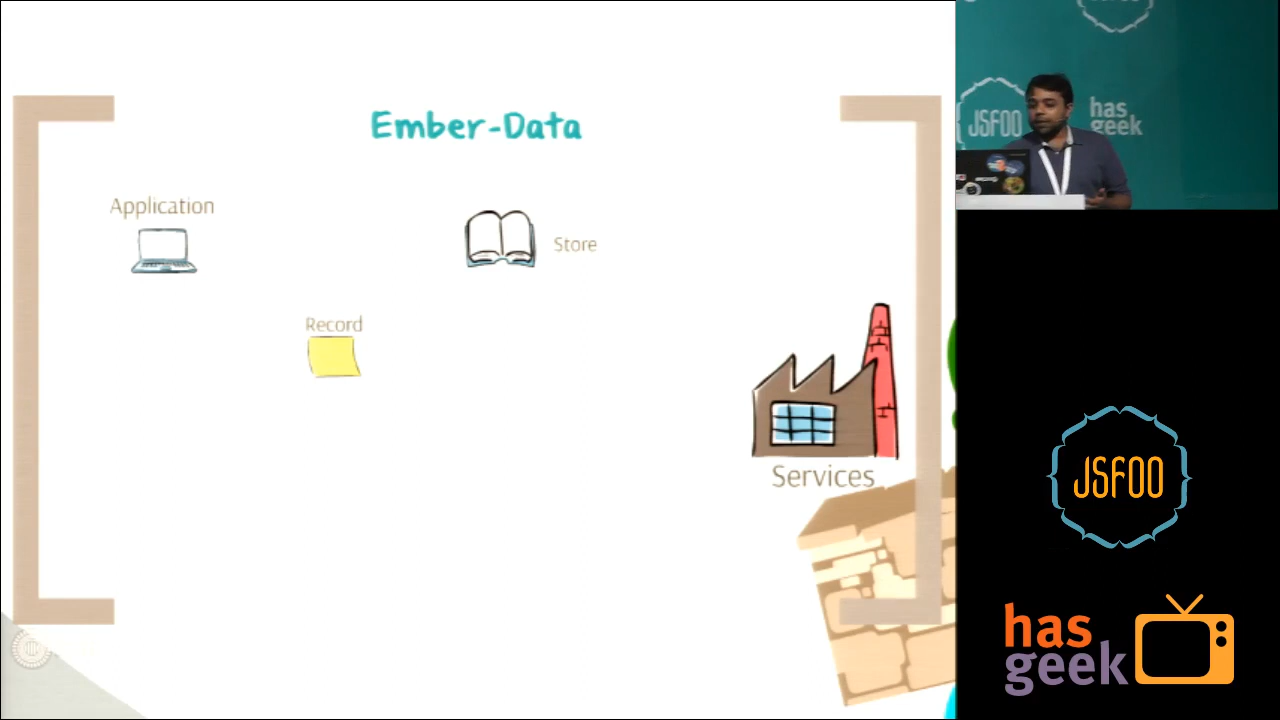 Ember-Data
Application
Store
Record
Services
JSFOO
has
geek
JSFOO
has
geek